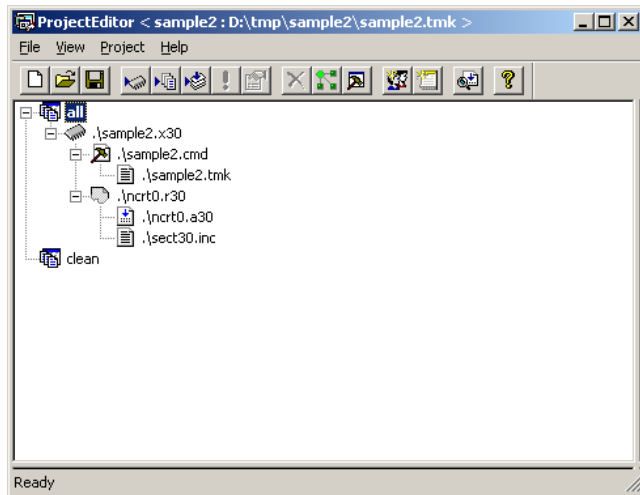 ProjectEditor < sample2 : D:\tmp\sample2\sample2.tmk >
File View Project Help
all
.\sample2.x30
.\sample2.cmd
.\sample2.tmk
.\ncrt0.r30
.\ncrt0.a30
.\sect30.inc
clean
Ready